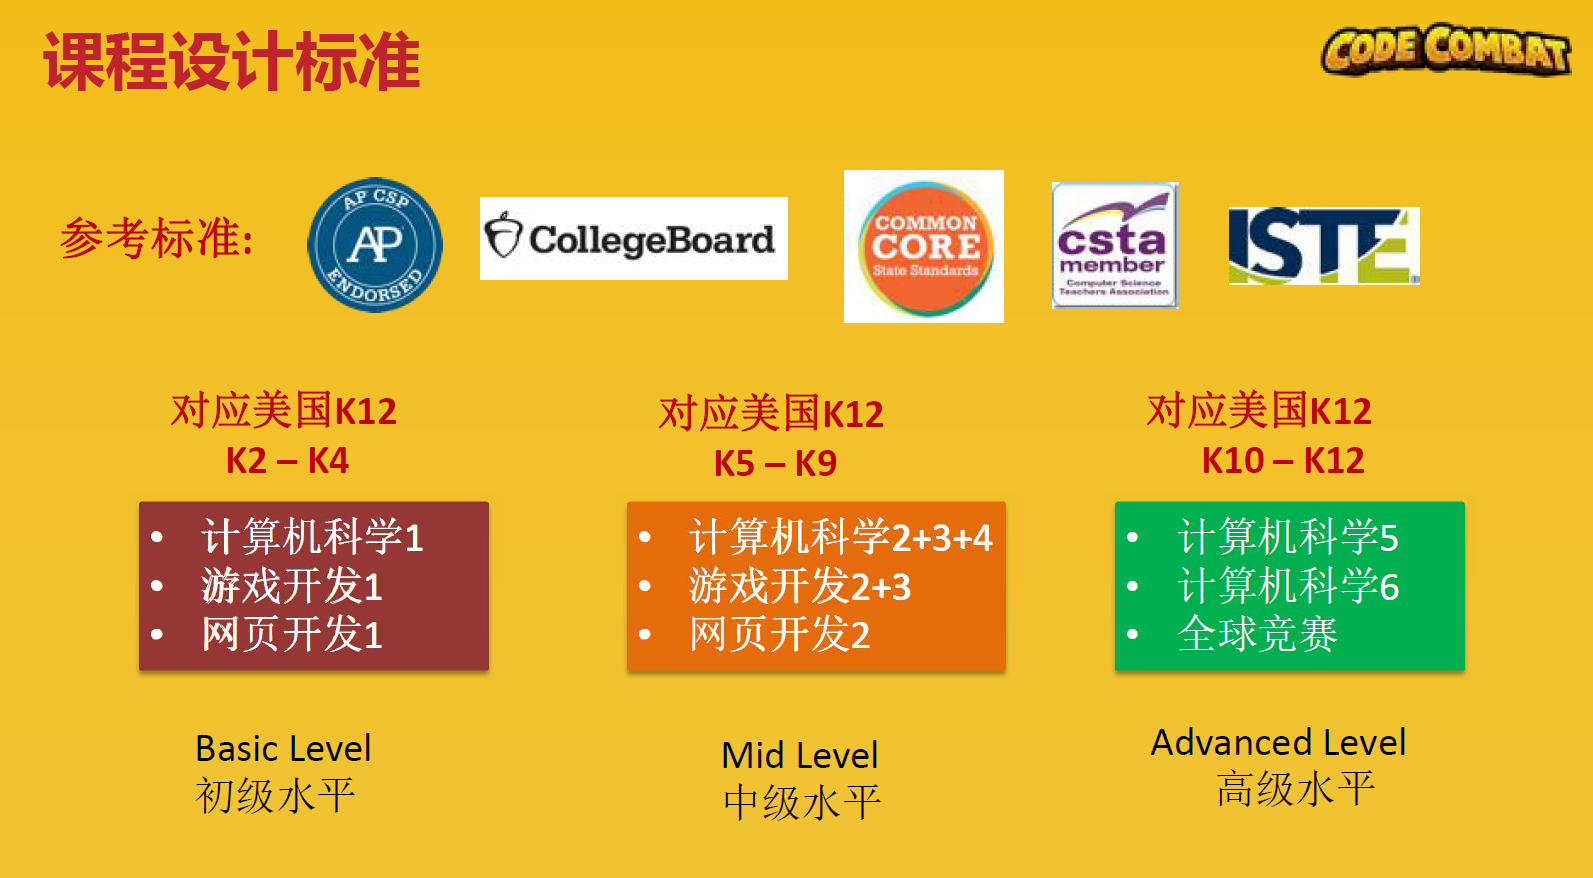 课程设计标准
CODE COMBAT
参考标准:
AP CSP
AP
ENDORSED
CollegeBoard
COMMON
CORE
State Standards
csta
member
Computer Science
Teachers Association
ISTE
对应美国K12
K2 – K4
• 计算机科学1
• 游戏开发1
• 网页开发1
Basic Level
初级水平
对应美国K12
K5 – K9
• 计算机科学2+3+4
• 游戏开发2+3
• 网页开发2
Mid Level
中级水平
对应美国K12
K10 – K12
• 计算机科学5
• 计算机科学6
• 全球竞赛
Advanced Level
高级水平